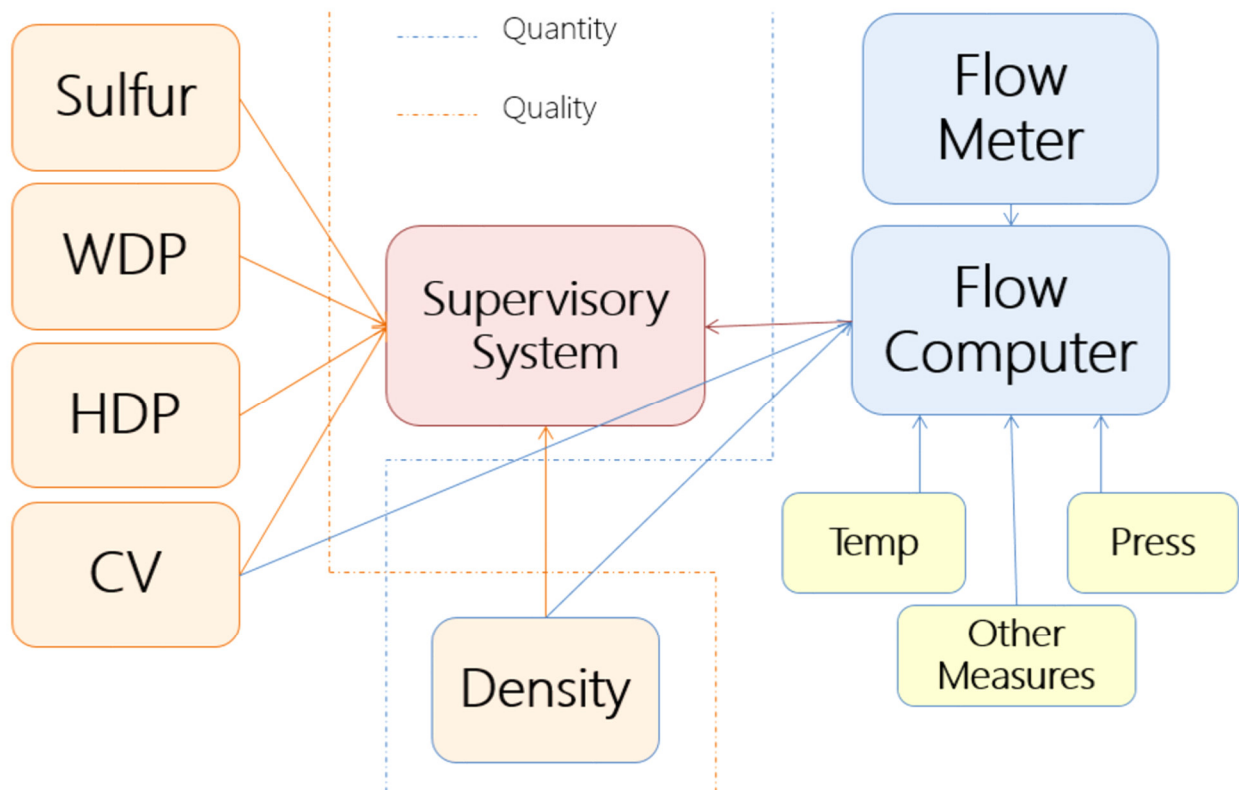 Sulfur
WDP
HDP
CV
Quantity
Quality
Supervisory
System
Density
Flow
Meter
Flow
Computer
Temp
Press
Other
Measures